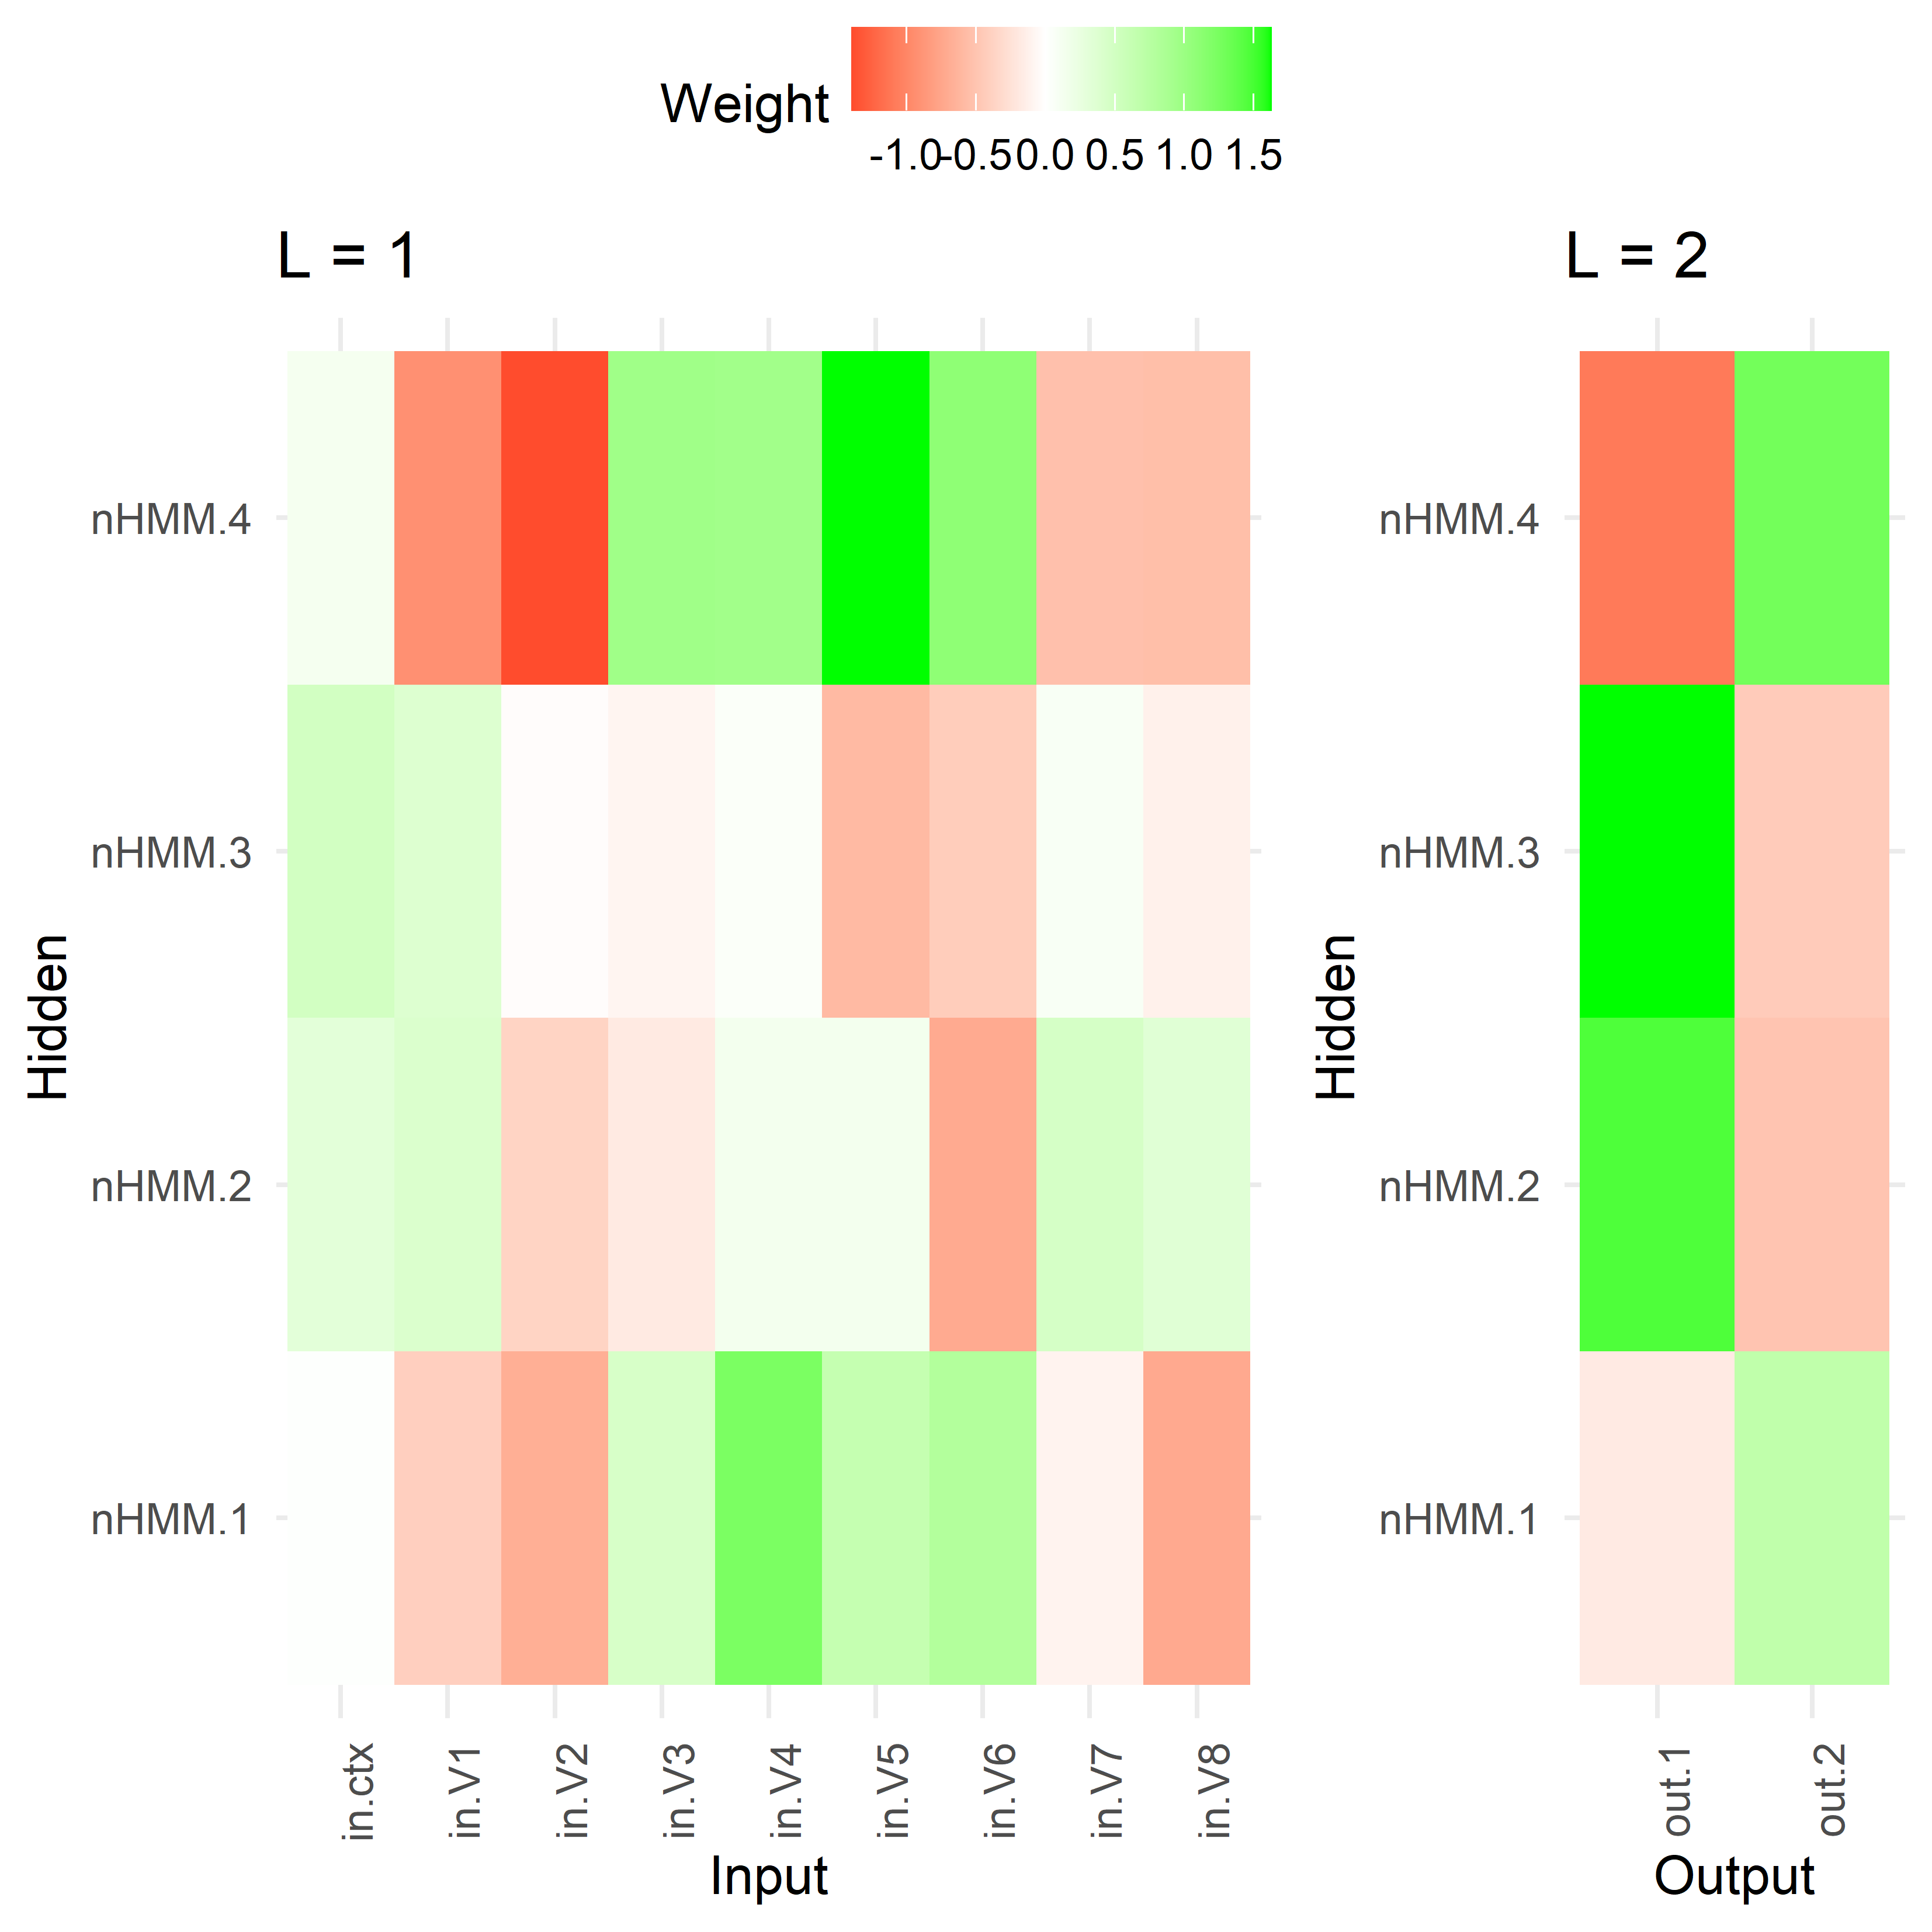 Weight
-1.0 -0.5 0.0 0.5 1.0 1.5
L = 1
L = 2
Hidden
nHMM.4
nHMM.3
nHMM.2
nHMM.1
in.ctx in.V1 in.V2 in.V3 in.V4 in.V5 in.V6 in.V7 in.V8
Input
Hidden
nHMM.4
nHMM.3
nHMM.2
nHMM.1
out.1 out.2
Output